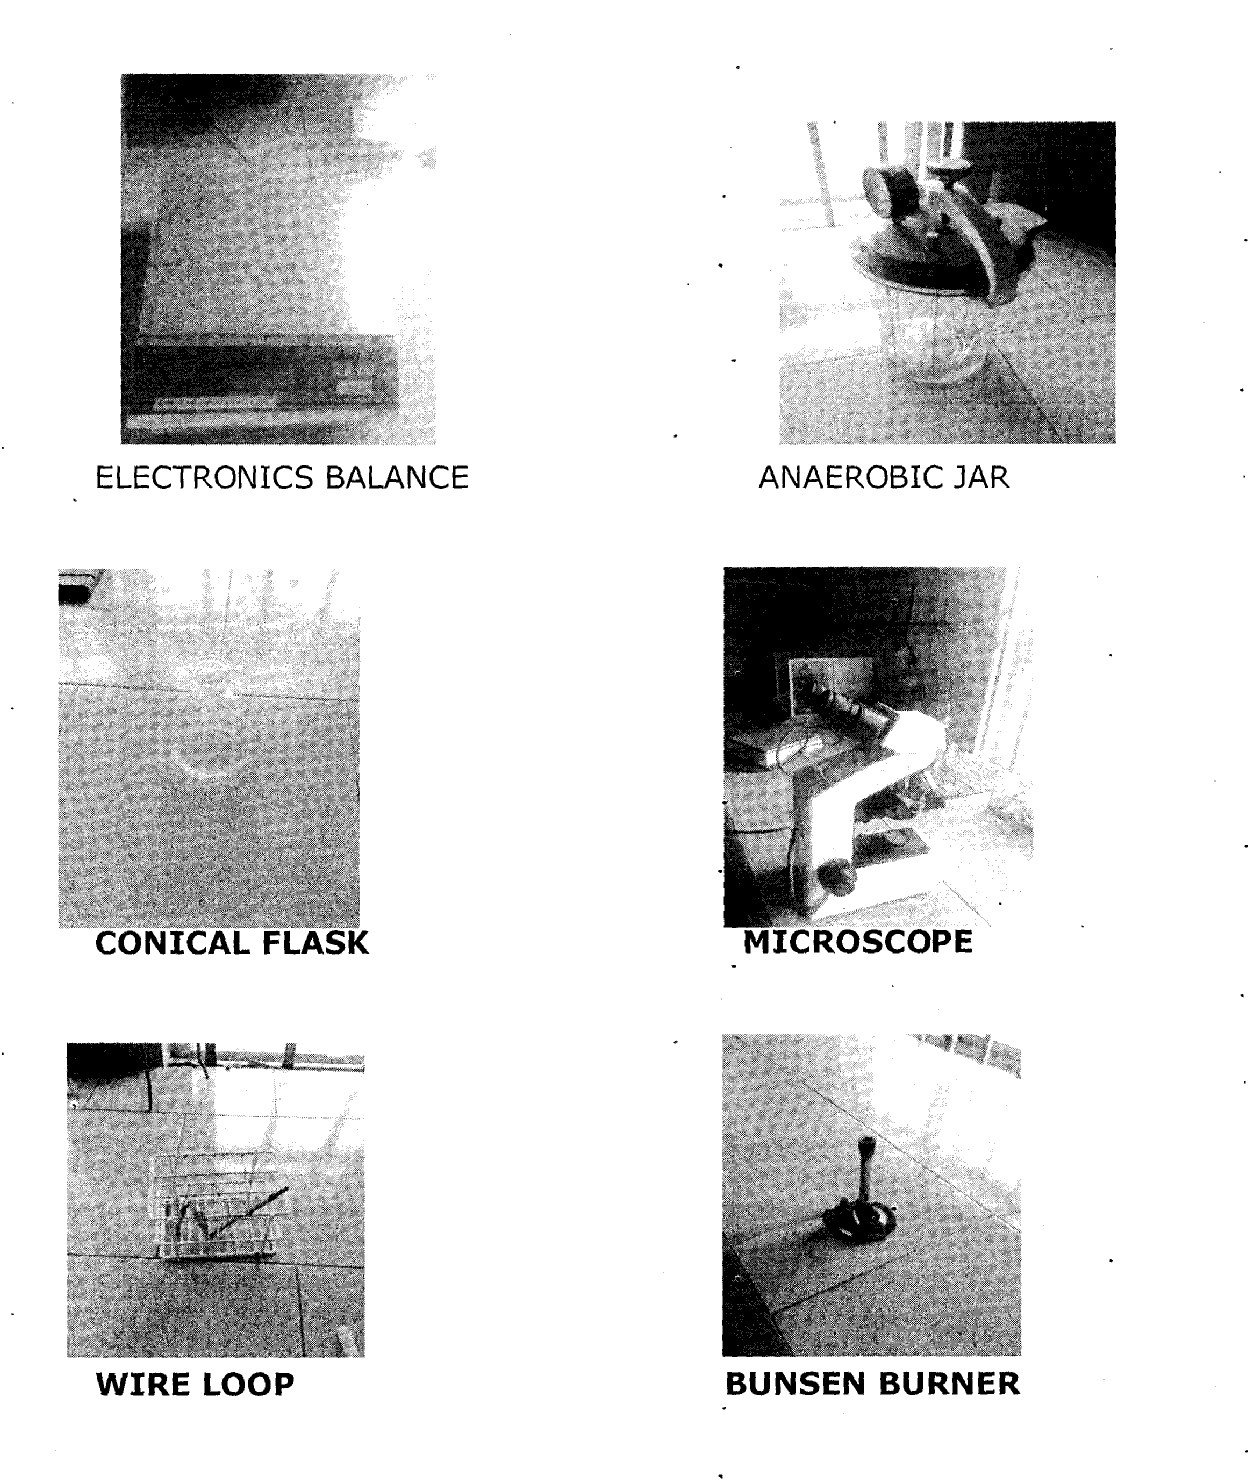 ELECTRONICS BALANCE
ANAEROBIC JAR
CONICAL FLASK
MICROSCOPE
WIRE LOOP
BUNSEN BURNER